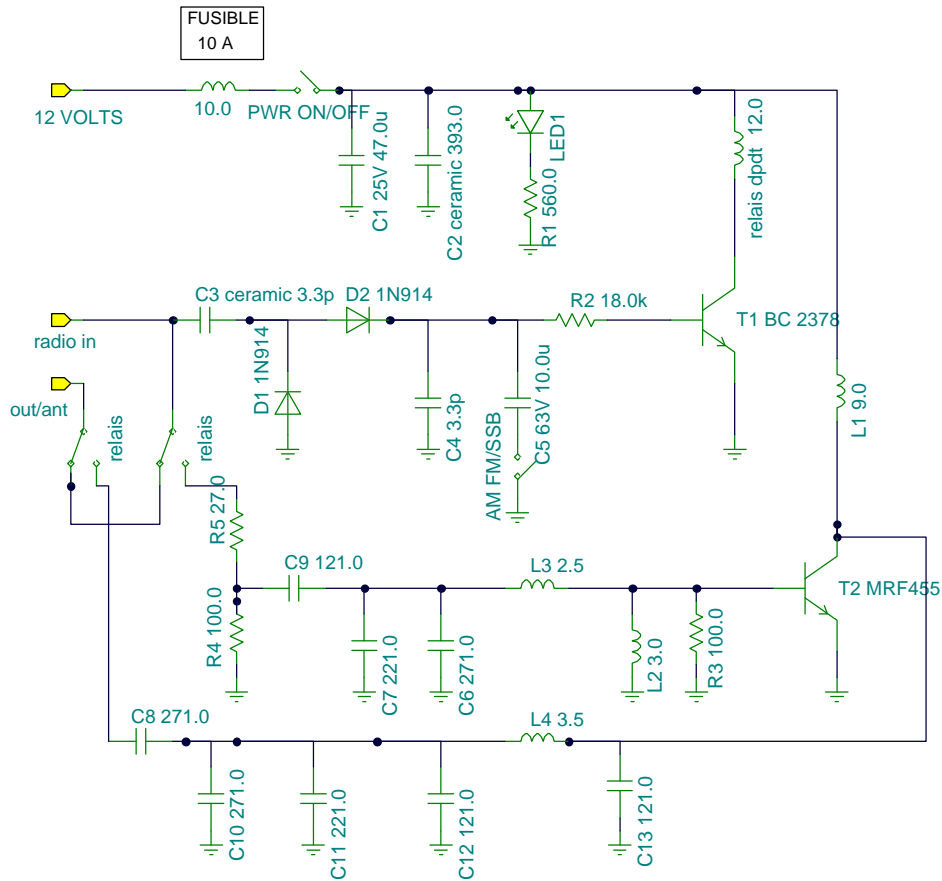 FUSIBLE
10 A
12 VOLTS
10.0
PWR ON/OFF
C1 25V 47.0u
C2 ceramic 393.0
LED1
R1 560.0
relais dpdt 12.0
C3 ceramic 3.3p
D2 1N914
R2 18.0k
T1 BC 2378
radio in
D1 1N914
C4 3.3p
C5 63V 10.0u
AM FM/SSB
L1 9.0
out/ant
relais
relais
R5 27.0
C9 121.0
L3 2.5
T2 MRF455
R4 100.0
C7 221.0
C6 271.0
L2 3.0
R3 100.0
C8 271.0
L4 3.5
C10 271.0
C11 221.0
C12 121.0
C13 121.0